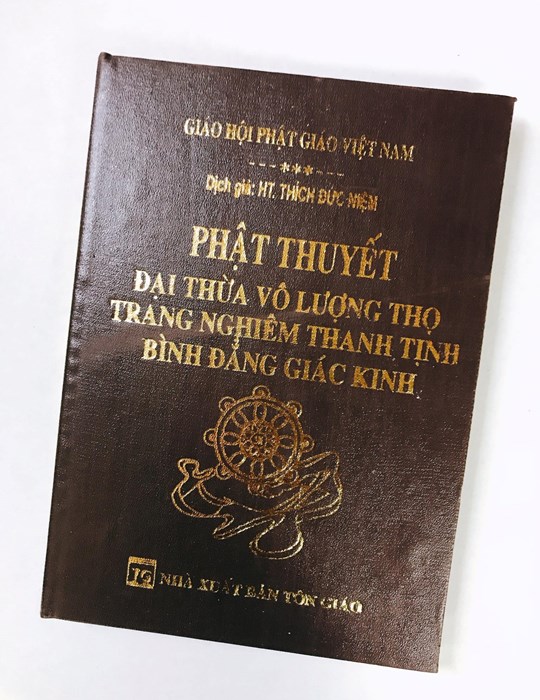 GIÁO HỘI PHẬT GIÁO VIỆT NAM
---***---
Dịch giả: HT. THÍCH ĐỨC NIỆM
PHẬT THUYẾT
ĐẠI THỪA VÔ LƯỢNG THỌ
TRANG NGHIÊM THANH TỊNH
BÌNH ĐẲNG GIÁC KINH
TG NHÀ XUẤT BẢN TÔN GIÁO